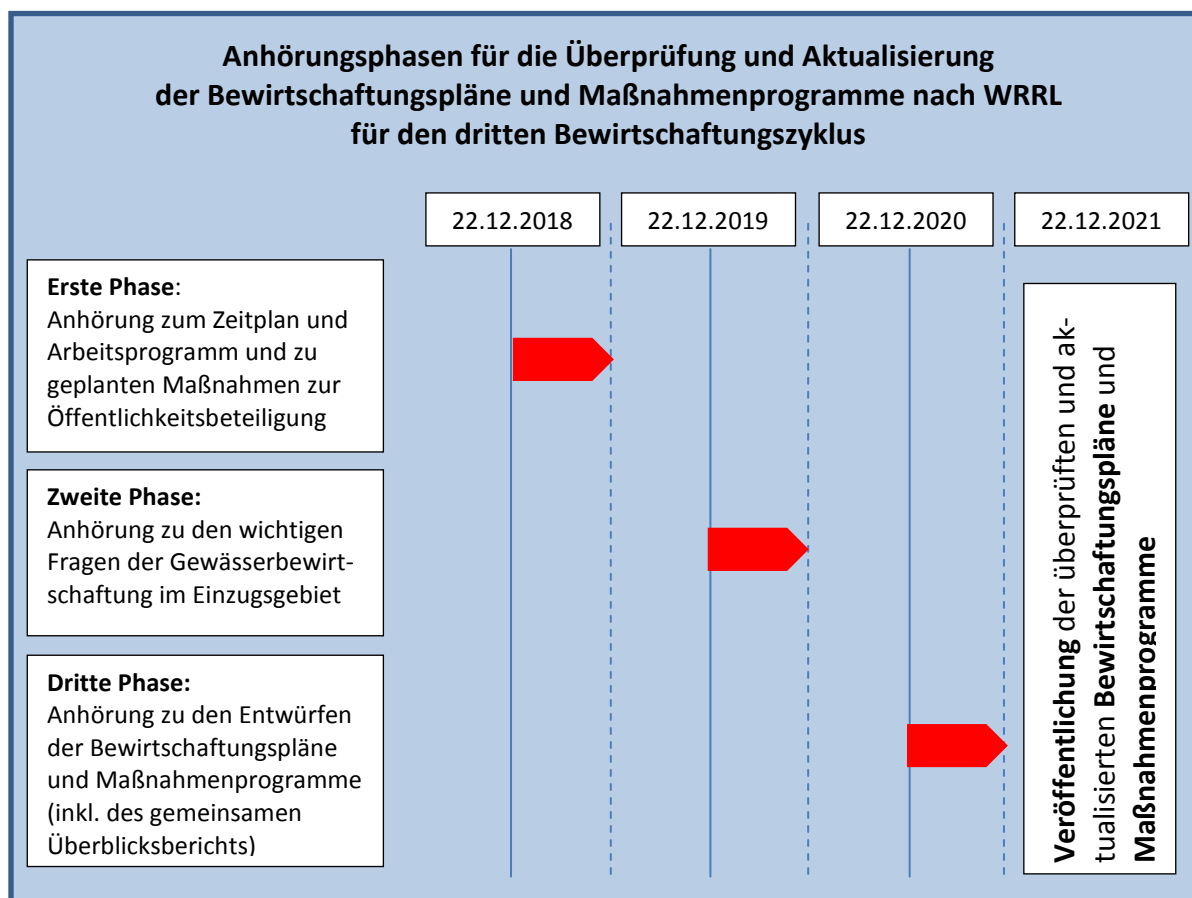 Anhörungsphasen für die Überprüfung und Aktualisierung
der Bewirtschaftungspläne und Maßnahmenprogramme nach WRRL
für den dritten Bewirtschaftungszyklus
22.12.2018
22.12.2019
22.12.2020
22.12.2021
Erste Phase:
Anhörung zum Zeitplan und
Arbeitsprogramm und zu
geplanten Maßnahmen zur
Öffentlichkeitsbeteiligung
Zweite Phase:
Anhörung zu den wichtigen
Fragen der Gewässerbewirt-
schaftung im Einzugsgebiet
Dritte Phase:
Anhörung zu den Entwürfen
der Bewirtschaftungspläne
und Maßnahmenprogramme
(inkl. des gemeinsamen
Überblicksberichts)
Veröffentlichung der überprüften und ak-
tualisierten Bewirtschaftungspläne und
Maßnahmenprogramme